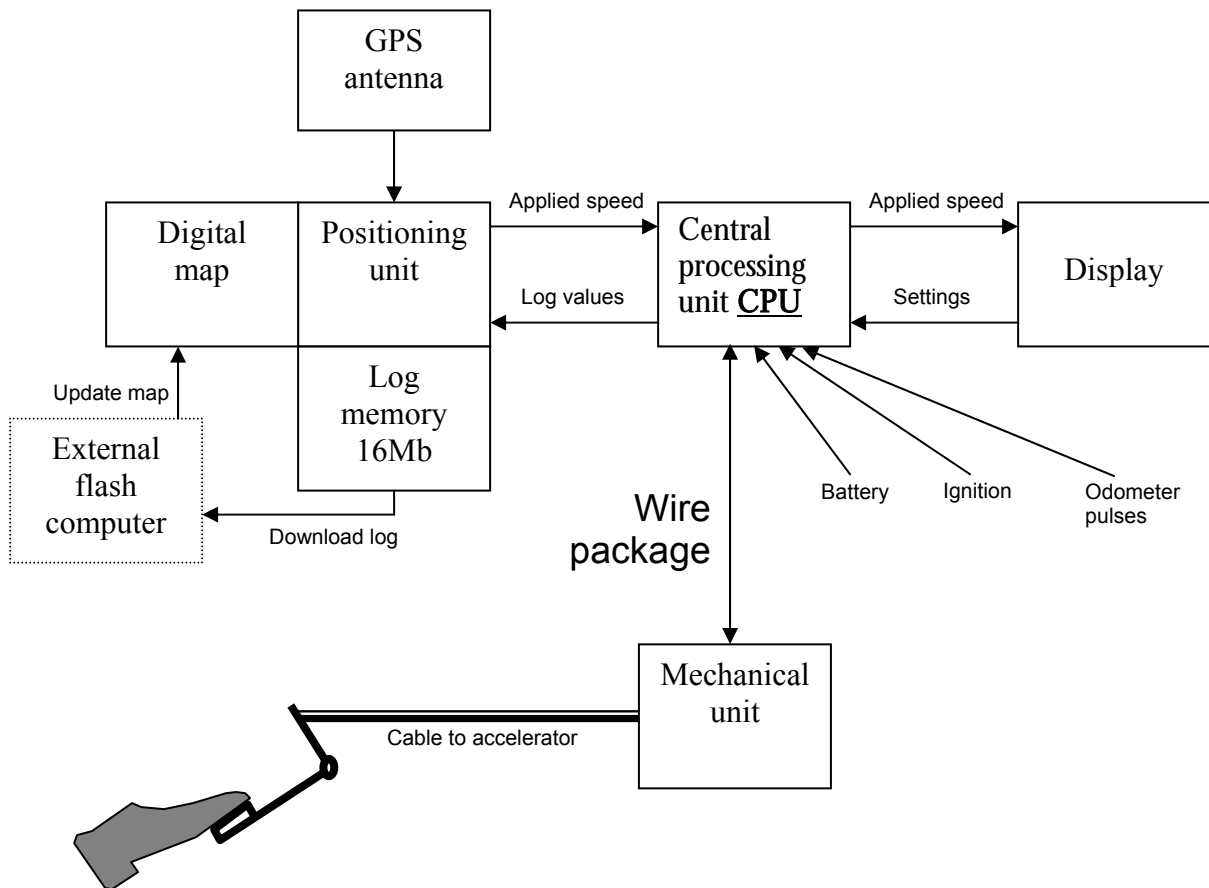 GPS
antenna
Digital
map
Positioning
unit
Applied speed
Log values
Central
processing
unit CPU
Applied speed
Settings
Display
Update map
Log
memory
16Mb
External
flash
computer
Download log
Battery
Ignition
Odometer
pulses
Wire
package
Mechanical
unit
Cable to accelerator